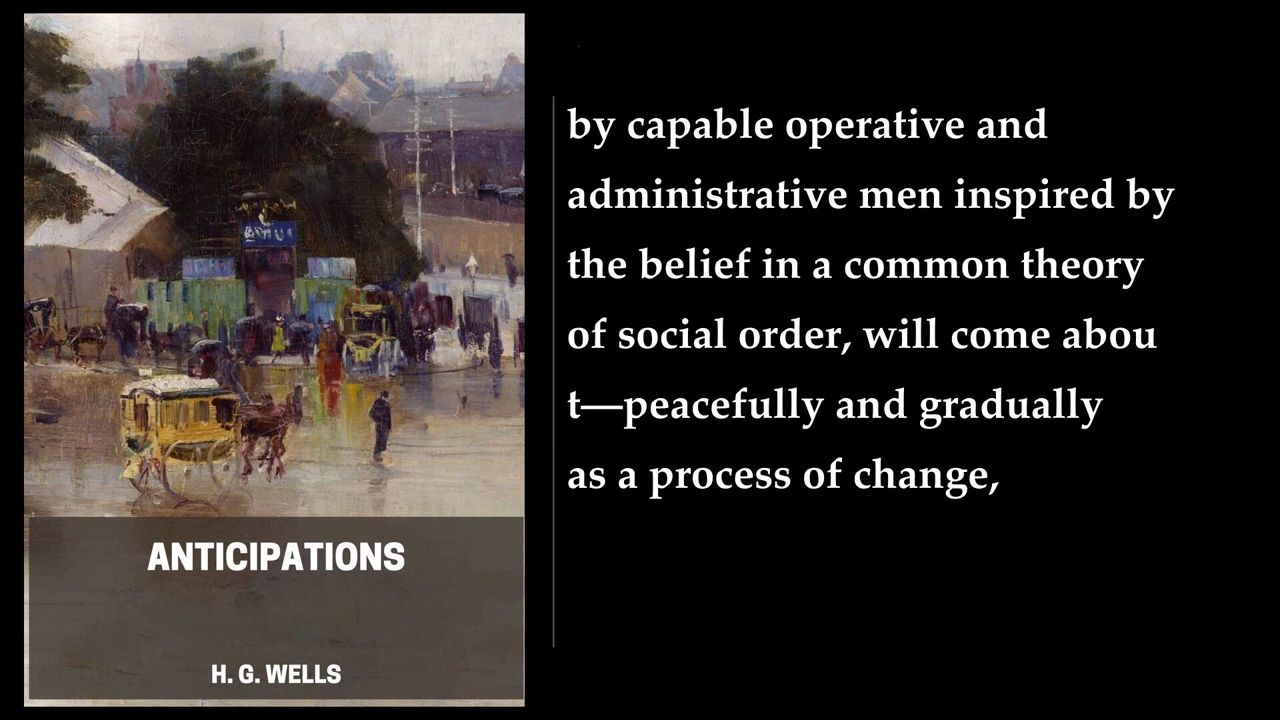 by capable operative and
administrative men inspired by
the belief in a common theory
of social order, will come abou
t—peacefully and gradually
as a process of change,
ANTICIPATIONS
H. G. WELLS